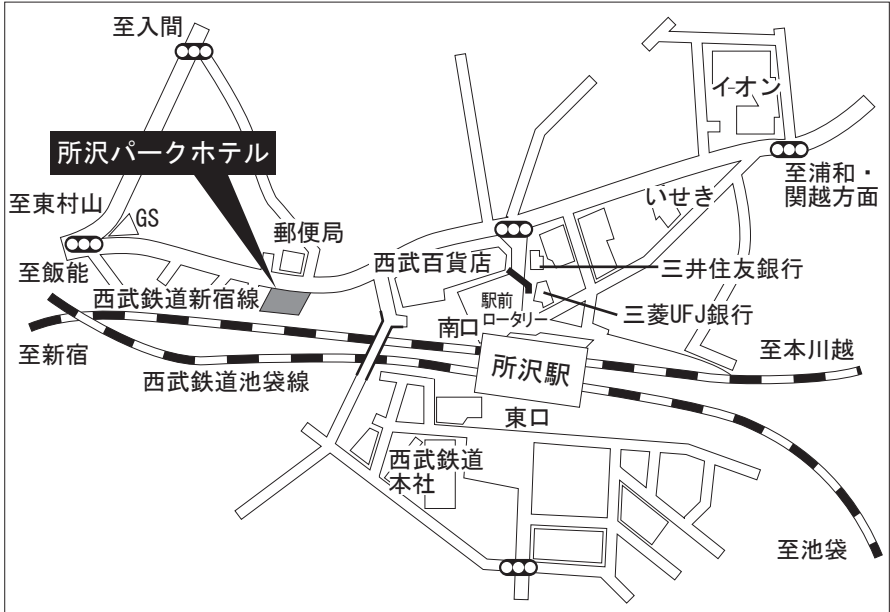 至入間
所沢パークホテル
イオン
至東村山
GS
郵便局
いせき
至浦和・
関越方面
至飯能
西武百貨店
三井住友銀行
西武鉄道新宿線
駅前
ロータリー
三菱UFJ銀行
南口
至新宿
所沢駅
至本川越
西武鉄道池袋線
東口
西武鉄道
本社
至池袋